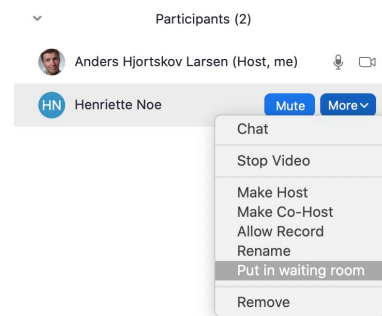 Participants (2)
Anders Hjortskov Larsen (Host, me)
HN Henriette Noe Mute More
Chat
Stop Video
Make Host
Make Co-Host
Allow Record
Rename
Put in waiting room
Remove